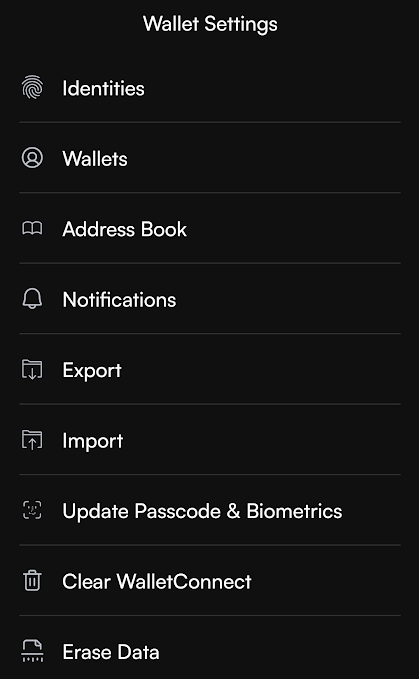 Wallet Settings
Identities
Wallets
Address Book
Notifications
Export
Import
Update Passcode & Biometrics
Clear WalletConnect
Erase Data